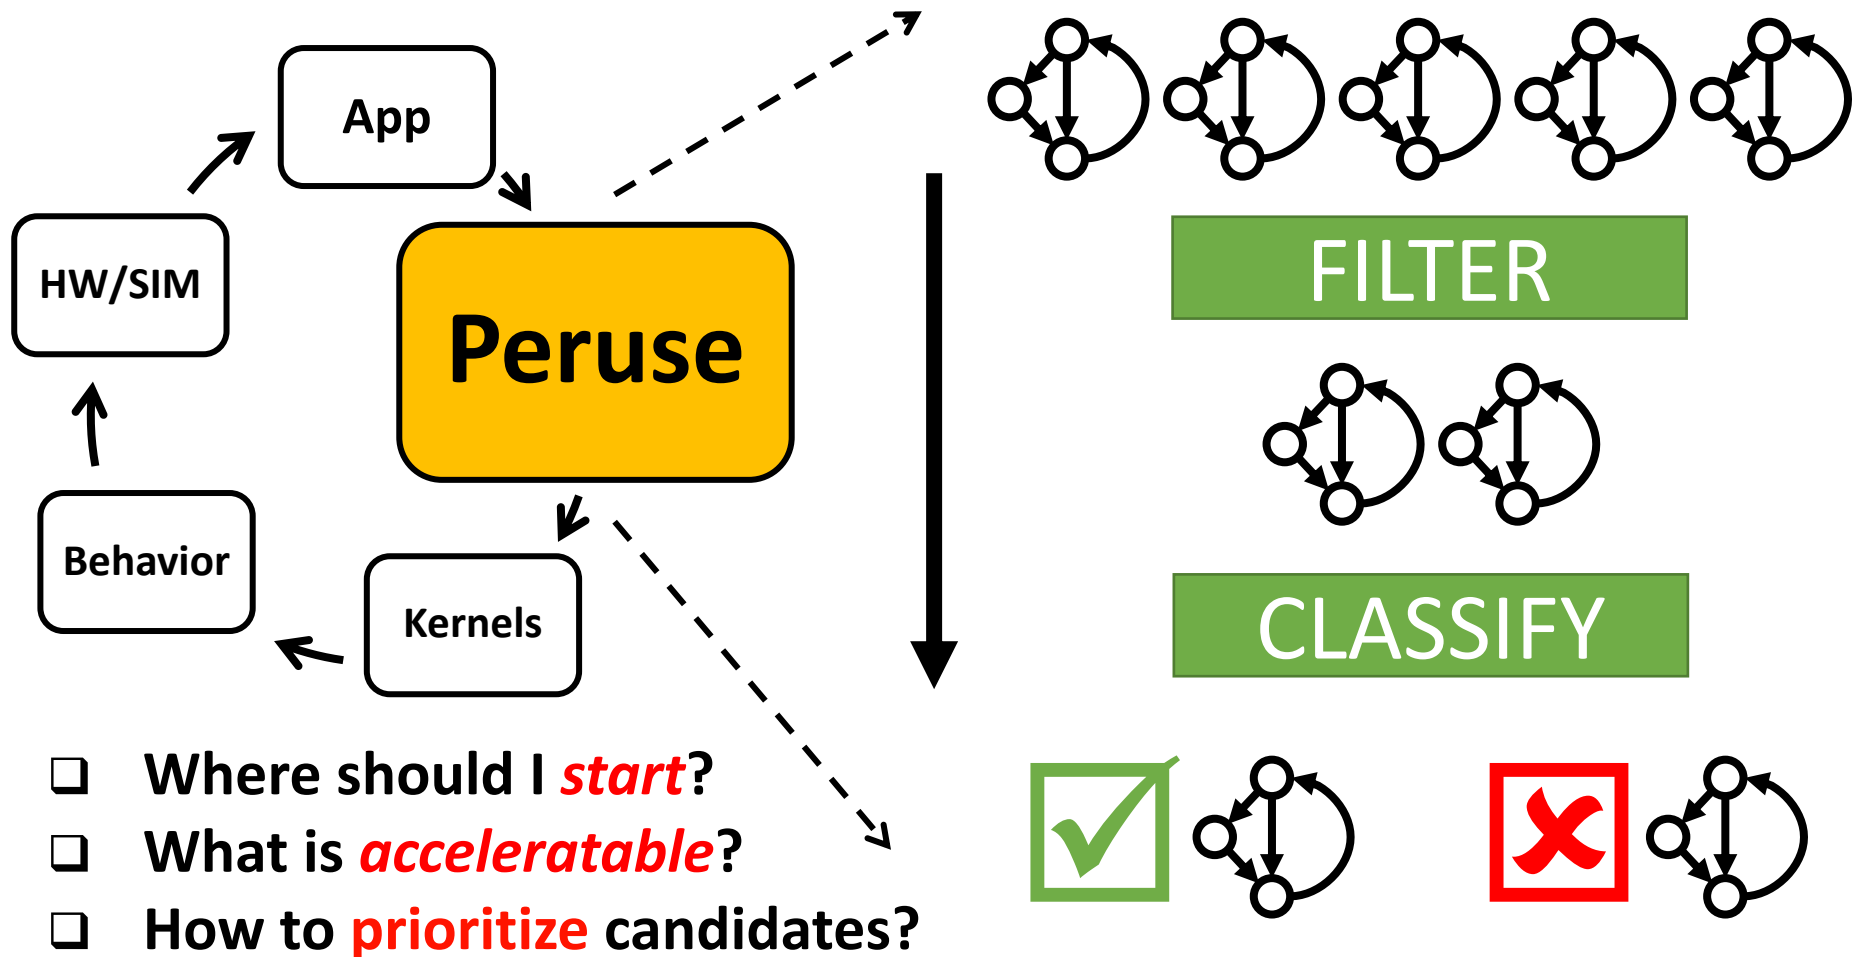 App
HW/SIM
Peruse
Behavior
Kernels
Where should I start?
What is acceleratable?
How to prioritize candidates?
FILTER
CLASSIFY